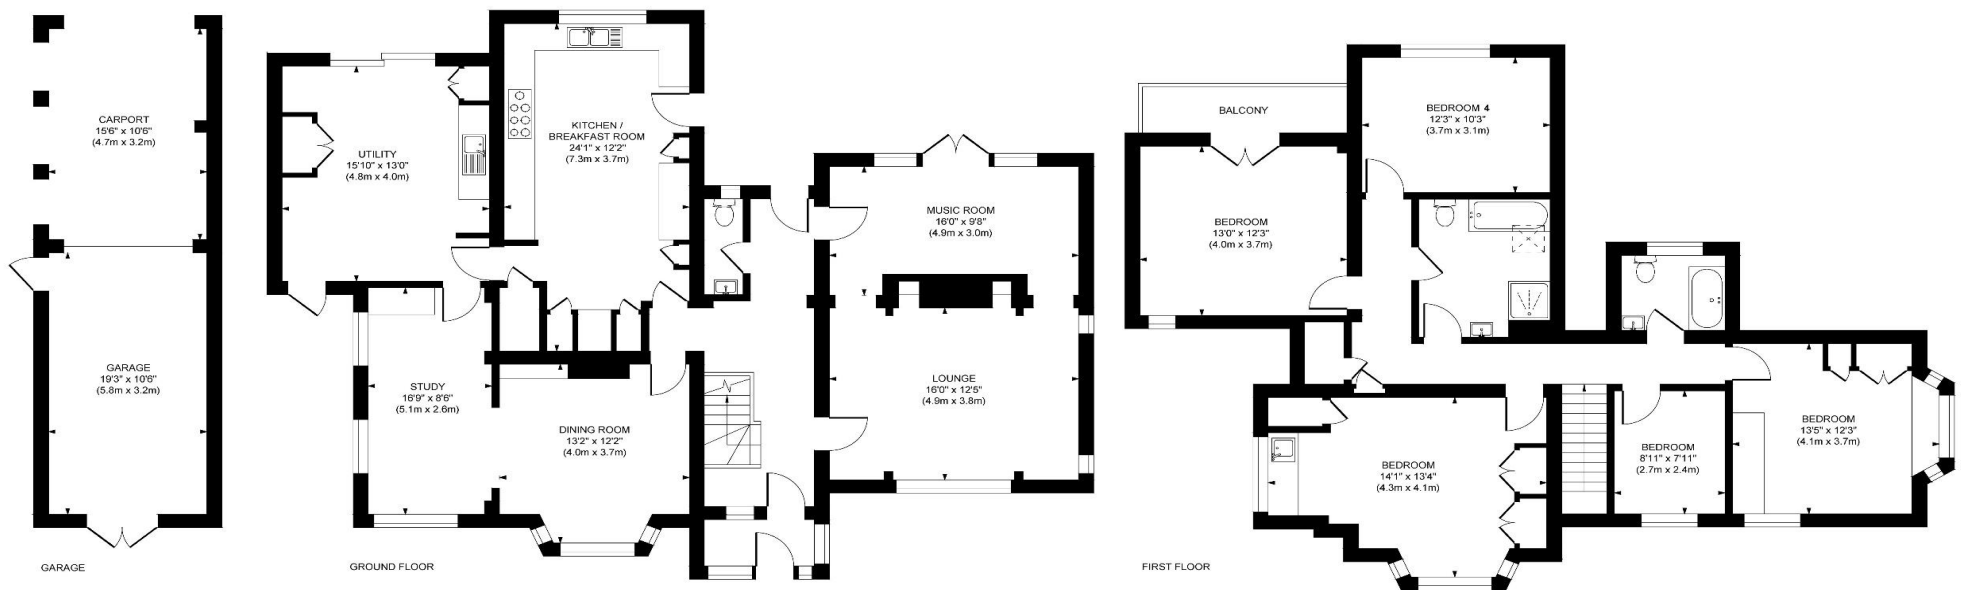 CARPORT
15'6" x 10'6"
(4.7m x 3.2m)
GARAGE
19'3" x 10'6"
(5.8m x 3.2m)
GARAGE
UTILITY
15'10" x 13'0"
(4.8m x 4.0m)
KITCHEN /
BREAKFAST ROOM
24'1" x 12'2"
(7.3m x 3.7m)
STUDY
16'9" x 8'6"
(5.1m x 2.6m)
DINING ROOM
13'2" x 12'2"
(4.0m x 3.7m)
MUSIC ROOM
16'0" x 9'8"
(4.9m x 3.0m)
LOUNGE
16'0" x 12'5"
(4.9m x 3.8m)
GROUND FLOOR
BALCONY
BEDROOM 4
12'3" x 10'3"
(3.7m x 3.1m)
BEDROOM
13'0" x 12'3"
(4.0m x 3.7m)
BEDROOM
14'1" x 13'4"
(4.3m x 4.1m)
BEDROOM
8'11" x 7'11"
(2.7m x 2.4m)
BEDROOM
13'5" x 12'3"
(4.1m x 3.7m)
FIRST FLOOR